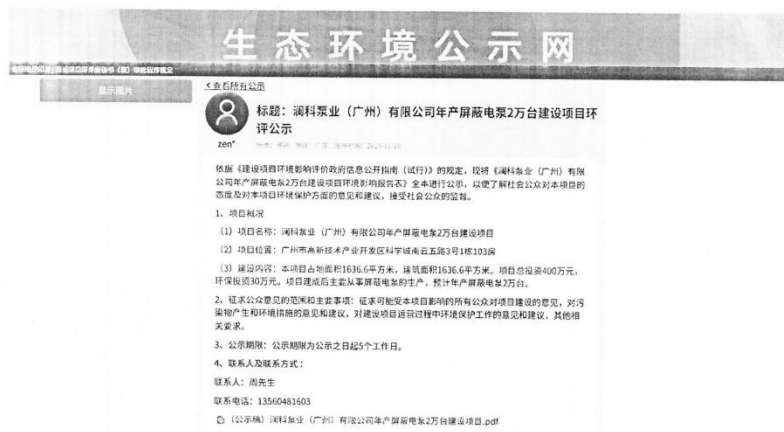 生态环境公示网
显示图片
< 查看所有公示
标题：润科泵业（广州）有限公司年产屏蔽电泵2万台建设项目环
评公示
zen*
依据《建设项目环境影响评价政府信息公开指南（试行）》的规定，现将《润科泵业（广州）有限
公司年产屏蔽电泵2万台建设项目环境影响报告表》全本进行公示，以便了解社会公众对本项目的
态度及对本项目环境保护方面的意见和建议，接受社会公众的监督。
1、项目概况
（1）项目名称：润科泵业（广州）有限公司年产屏蔽电泵2万台建设项目
（2）项目位置：广州市高新技术产业开发区科学城南云五路3号1栋103房
（3）建设内容：本项目占地面积1636.6平方米，建筑面积1636.6平方米。项目总投资400万元，
环保投资30万元。项目建成后主要从事屏蔽电泵的生产，预计年产屏蔽电泵2万台。
2、征求公众意见的范围和主要事项：征求可能受本项目影响的所有公众对项目建设的意见，对污
染物产生和环境措施的意见和建议，对建设项目运营过程中环境保护工作的意见和建议，其他相
关要求。
3、公示期限：公示期限为公示之日起5个工作日。
4、联系人及联系方式：
联系人：周先生
联系电话：13560481603
（公示稿）润科泵业（广州）有限公司年产屏蔽电泵2万台建设项目.pdf